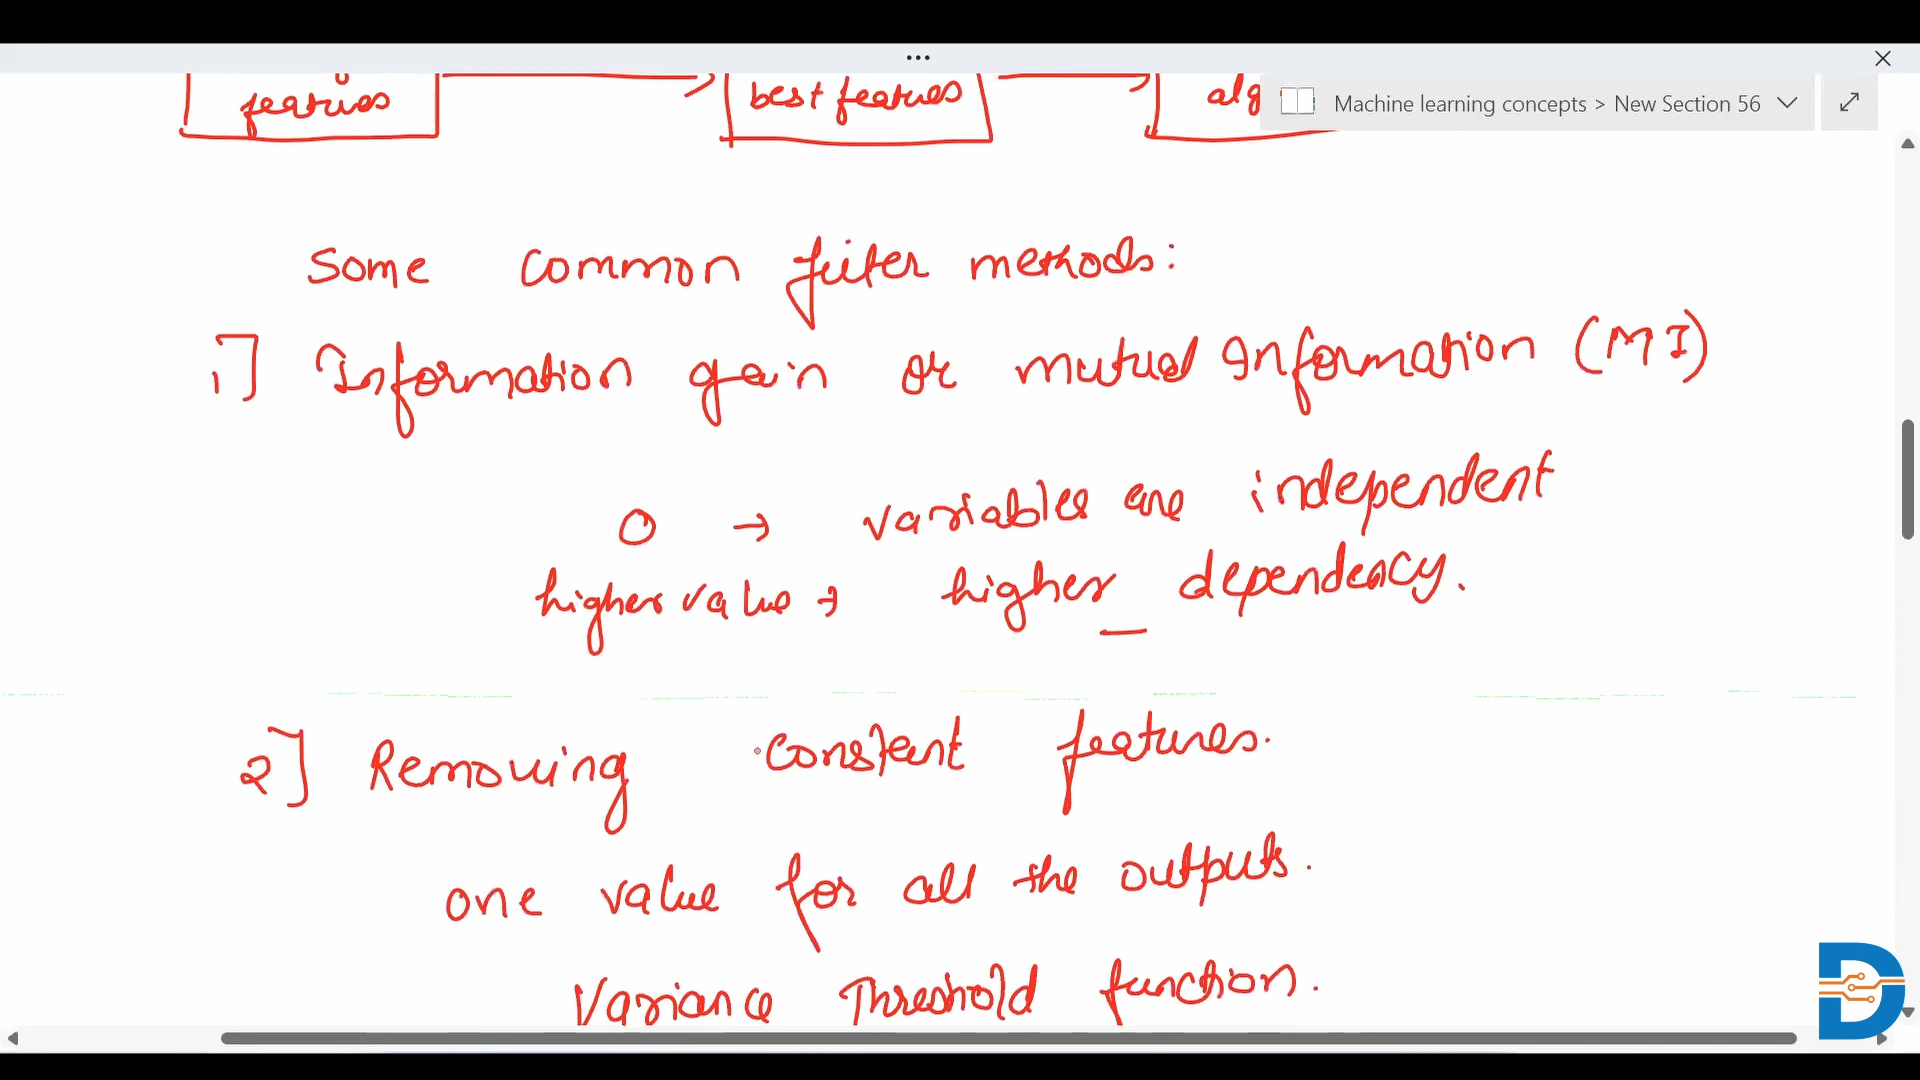 features best features alg
Machine learning concepts > New Section 56
Some common filter methods:
1] Information gain or mutual Information (MI)
0 → variables are independent
higher value → higher dependency.
2] Removing constant features.
one value for all the outputs.
Variance Threshold function.